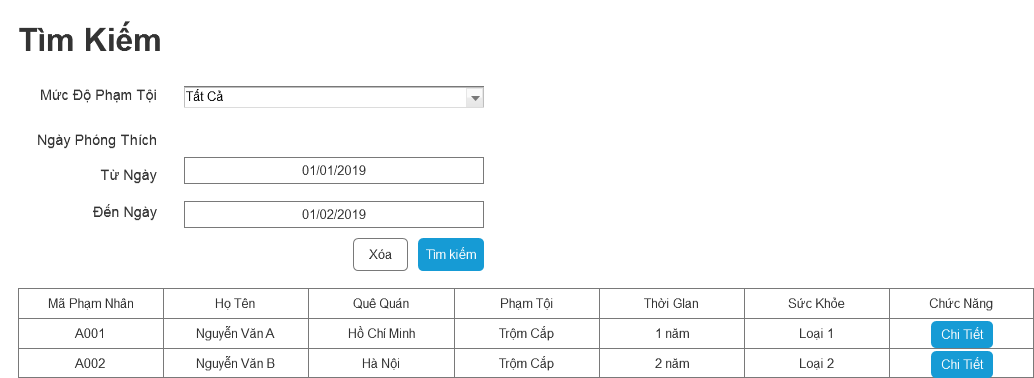 Tìm Kiếm
Mức Độ Phạm Tội Tất Cả
Ngày Phóng Thích
Từ Ngày 01/01/2019
Đến Ngày 01/02/2019
Xóa Tìm kiếm
Mã Phạm Nhân Họ Tên Quê Quán Phạm Tội Thời GIan Sức Khỏe Chức Năng
A001 Nguyễn Văn A Hồ Chí Minh Trộm Cắp 1 năm Loại 1 Chi Tiết
A002 Nguyễn Văn B Hà Nội Trộm Cắp 2 năm Loại 2 Chi Tiết